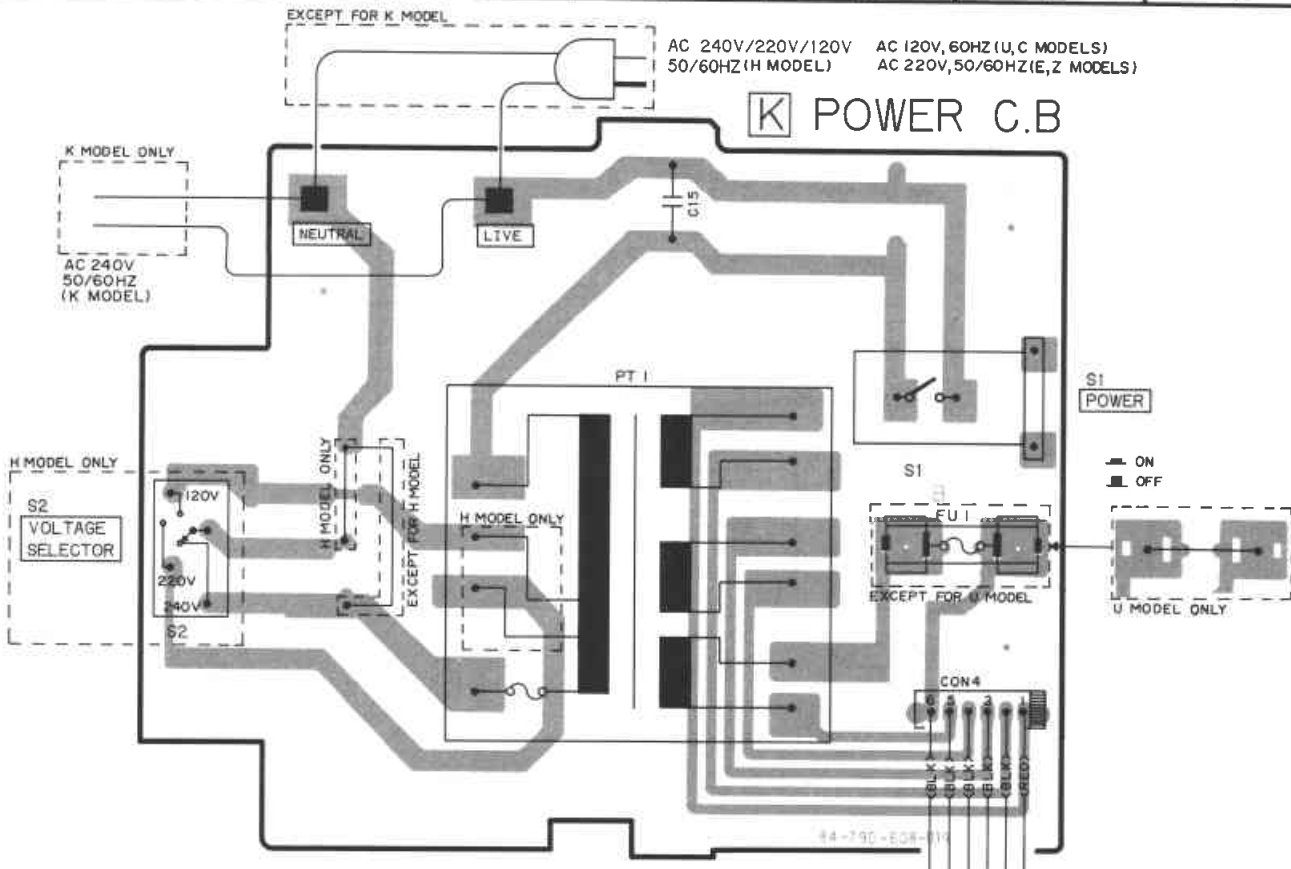 EXCEPT FOR K MODEL
AC 240V/220V/120V
50/60HZ(H MODEL)
AC 120V,60HZ(U,C MODELS)
AC 220V,50/60HZ(E,Z MODELS)
K POWER C.B
K MODEL ONLY
AC 240V
50/60HZ
(K MODEL)
NEUTRAL
LIVE
C15
PT 1
S1
POWER
S1
ON
OFF
H MODEL ONLY
S2
VOLTAGE
SELECTOR
120V
220V
240V
S2
H MODEL ONLY
EXCEPT FOR H MODEL
H MODEL ONLY
FU1
EXCEPT FOR U MODEL
U MODEL ONLY
CON4
6
5
2
1
(BLK)
(BLK)
(BLK)
(BLK)
(BLK)
(RED)